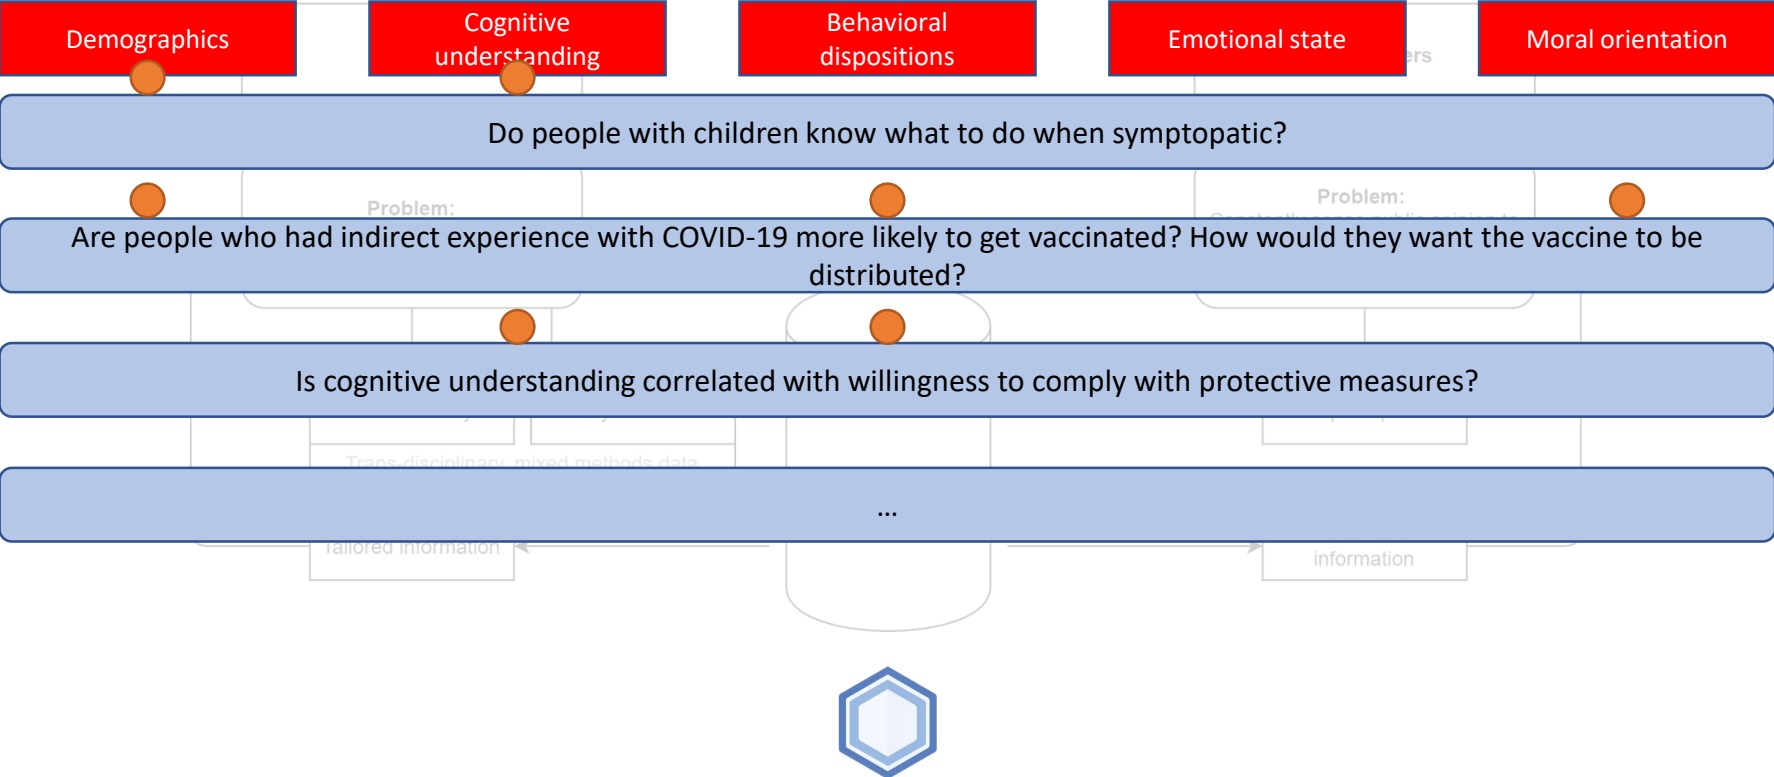 Demographics
Cognitive
understanding
Behavioral
dispositions
Emotional state
Moral orientation
ers
Do people with children know what to do when symptopatic?
Problem:
Problem:
Are people who had indirect experience with COVID-19 more likely to get vaccinated? How would they want the vaccine to be
distributed?
Is cognitive understanding correlated with willingness to comply with protective measures?
Trans-disciplinary, mixed methods data
...
Tailored information
information